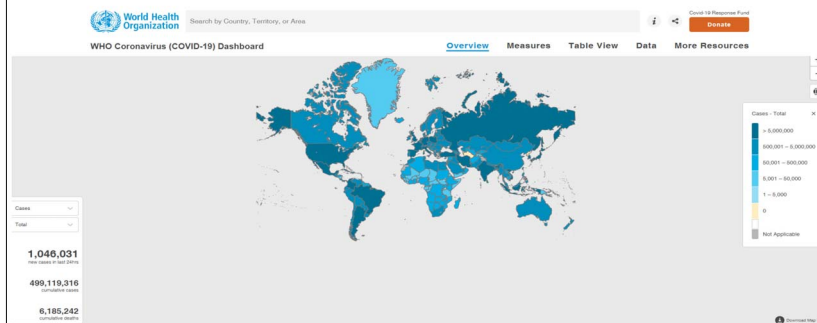 Covid-19 Response Fund
World Health
Organization
Search by Country, Territory, or Area
i
Donate
WHO Coronavirus (COVID-19) Dashboard
Overview
Measures
Table View
Data
More Resources
Cases - Total
×
> 5,000,000
500,001 – 5,000,000
50,001 – 500,000
5,001 – 50,000
1 – 5,000
0
Not Applicable
Cases
Total
1,046,031
new cases in last 24hrs
499,119,316
cumulative cases
6,185,242
cumulative deaths
Download Map